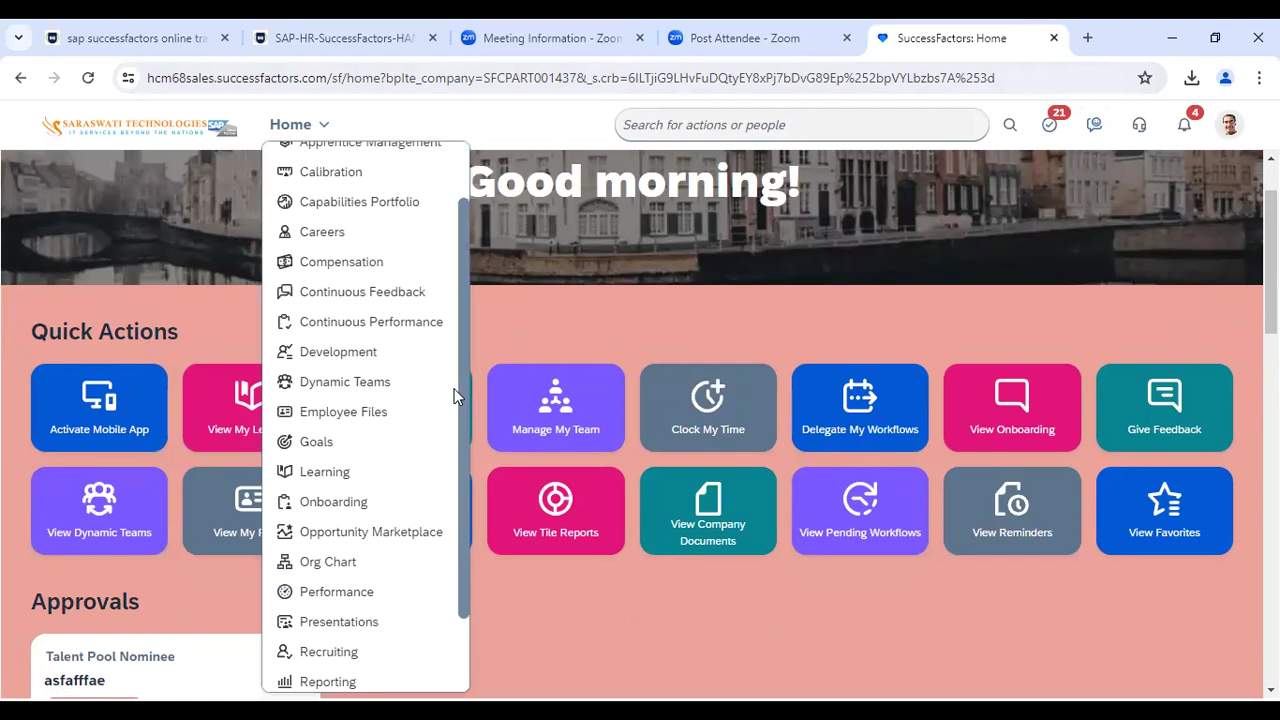 sap successfactors online tra
SAP-HR-SuccessFactors-HAN
Meeting Information - Zoom
Post Attendee - Zoom
SuccessFactors: Home
hcm68sales.successfactors.com/sf/home?bplte_company=SFCPART001437&_s.crb=6ILTjiG9LHvFuDQtyEY8xPj7bDvG89Ep%252bpVYLbzbs7A%253d
SARASWATI TECHNOLOGIES
IT SERVICES BEYOND THE NATIONS
SAP
Home
Search for actions or people
21
4
Good morning!
Apprentice Management
Calibration
Capabilities Portfolio
Careers
Compensation
Continuous Feedback
Continuous Performance
Development
Dynamic Teams
Employee Files
Goals
Learning
Onboarding
Opportunity Marketplace
Org Chart
Performance
Presentations
Recruiting
Reporting
Quick Actions
Activate Mobile App
View My Le
Manage My Team
Clock My Time
Delegate My Workflows
View Onboarding
Give Feedback
View Dynamic Teams
View My P
View Tile Reports
View Company
Documents
View Pending Workflows
View Reminders
View Favorites
Approvals
Talent Pool Nominee
asfafffae